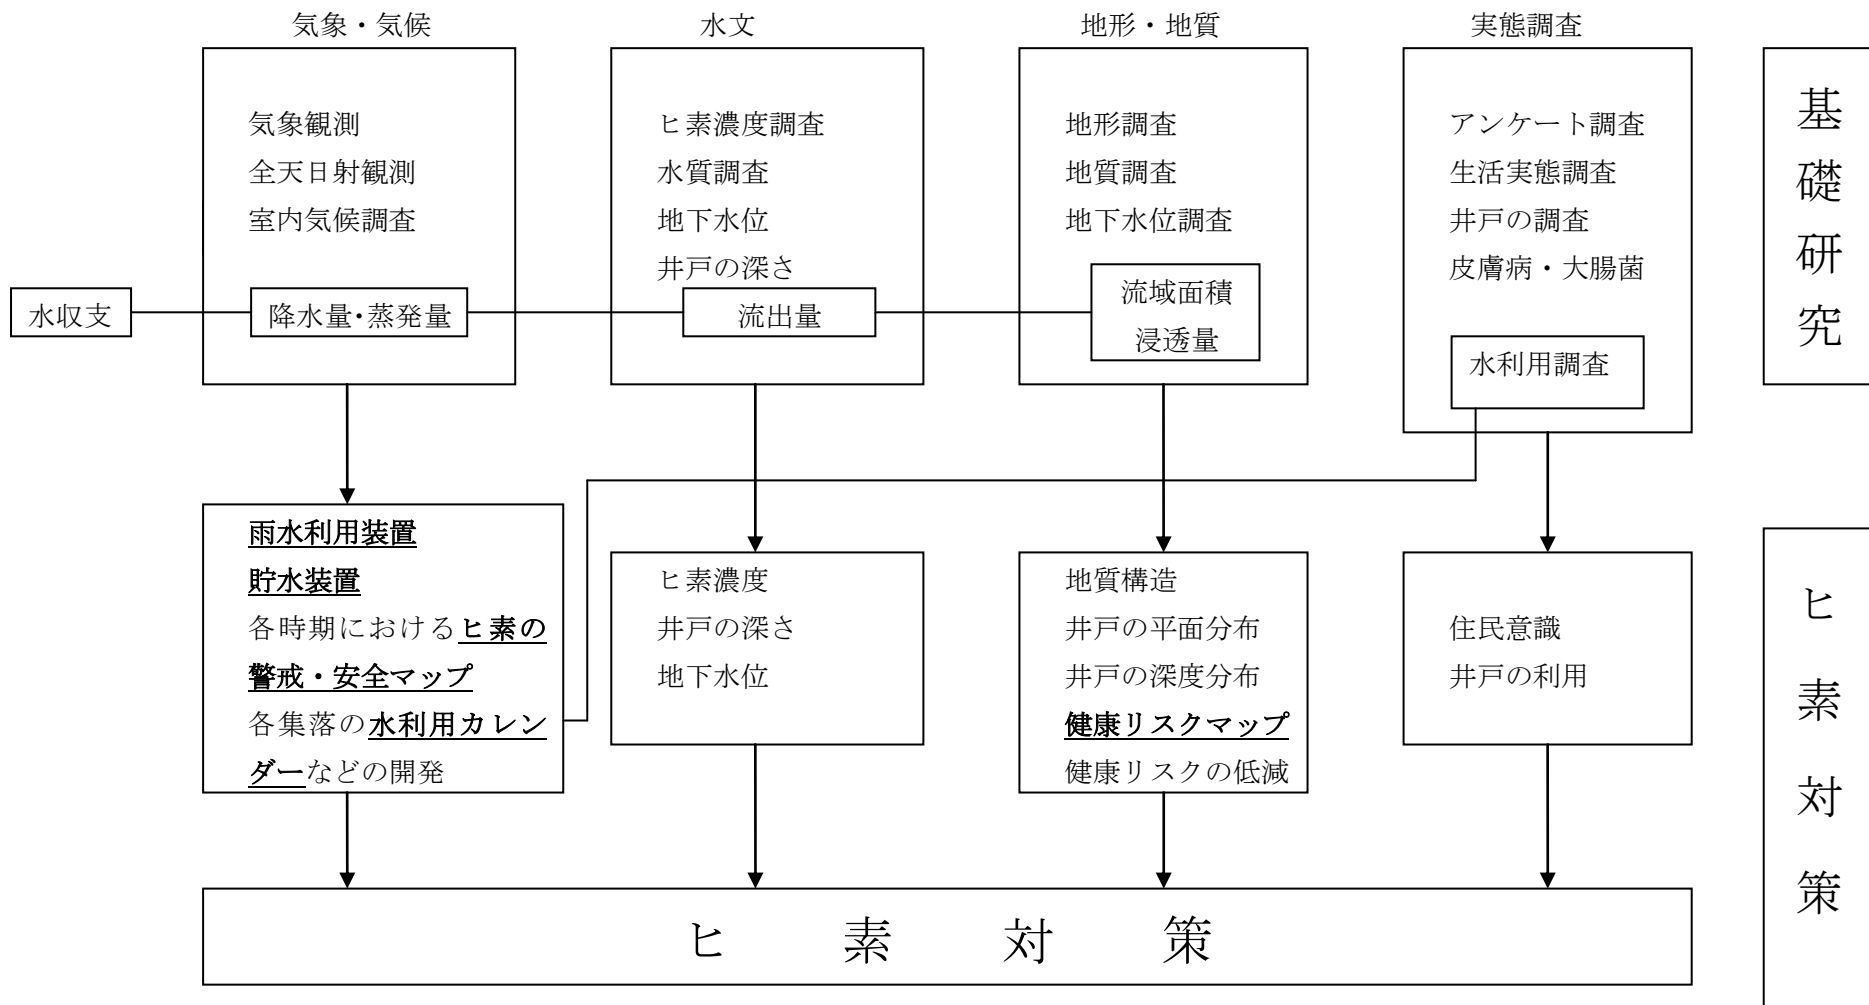 気象・気候
水文
地形・地質
実態調査
気象観測
全天日射観測
室内気候調査
降水量・蒸発量
水収支
ヒ素濃度調査
水質調査
地下水位
井戸の深さ
流出量
地形調査
地質調査
地下水位調査
流域面積
浸透量
アンケート調査
生活実態調査
井戸の調査
皮膚病・大腸菌
水利用調査
基礎研究
雨水利用装置
貯水装置
各時期におけるヒ素の
警戒・安全マップ
各集落の水利用カレン
ダーなどの開発
ヒ素濃度
井戸の深さ
地下水位
地質構造
井戸の平面分布
井戸の深度分布
健康リスクマップ
健康リスクの低減
住民意識
井戸の利用
ヒ素対策
ヒ素対策